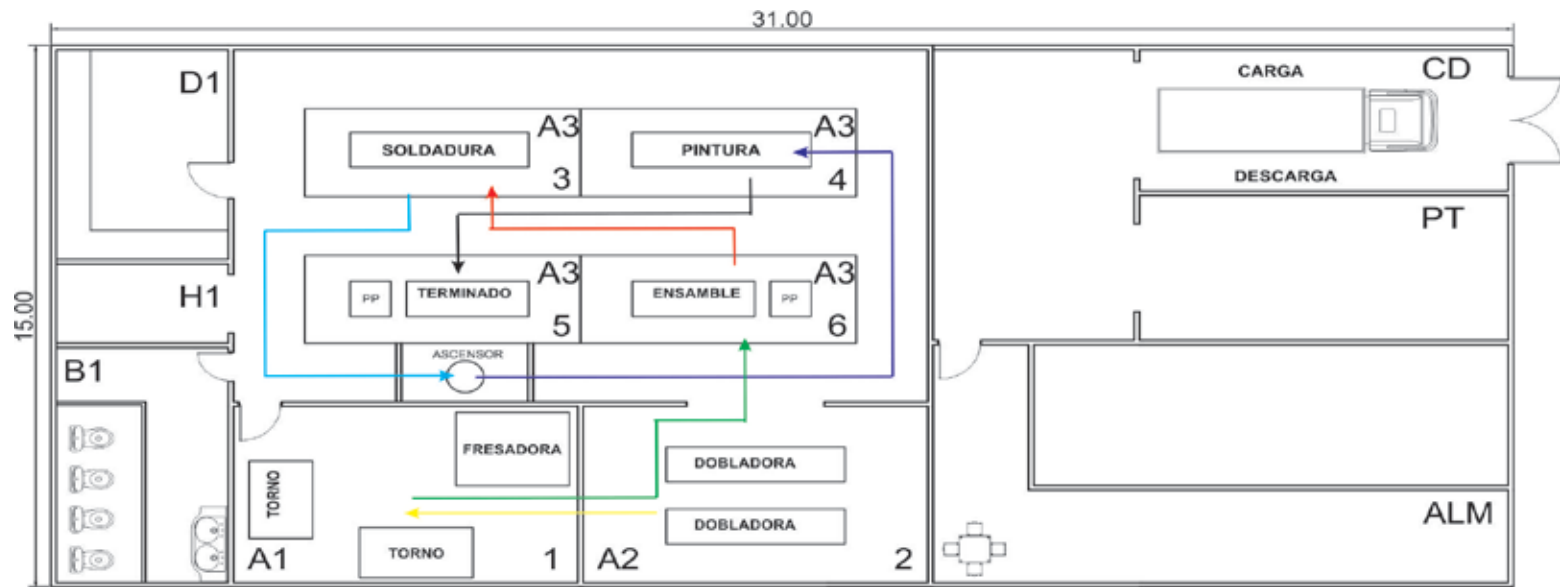 31.00
15.00
D1
CARGA
CD
A3
SOLDADURA
3
A3
PINTURA
4
DESCARGA
PT
H1
A3
PP
TERMINADO
5
A3
ENSAMBLE
PP
6
ASCENSOR
B1
FRESADORA
TORNO
TORNO
A1
1
DOBLADORA
DOBLADORA
A2
2
ALM